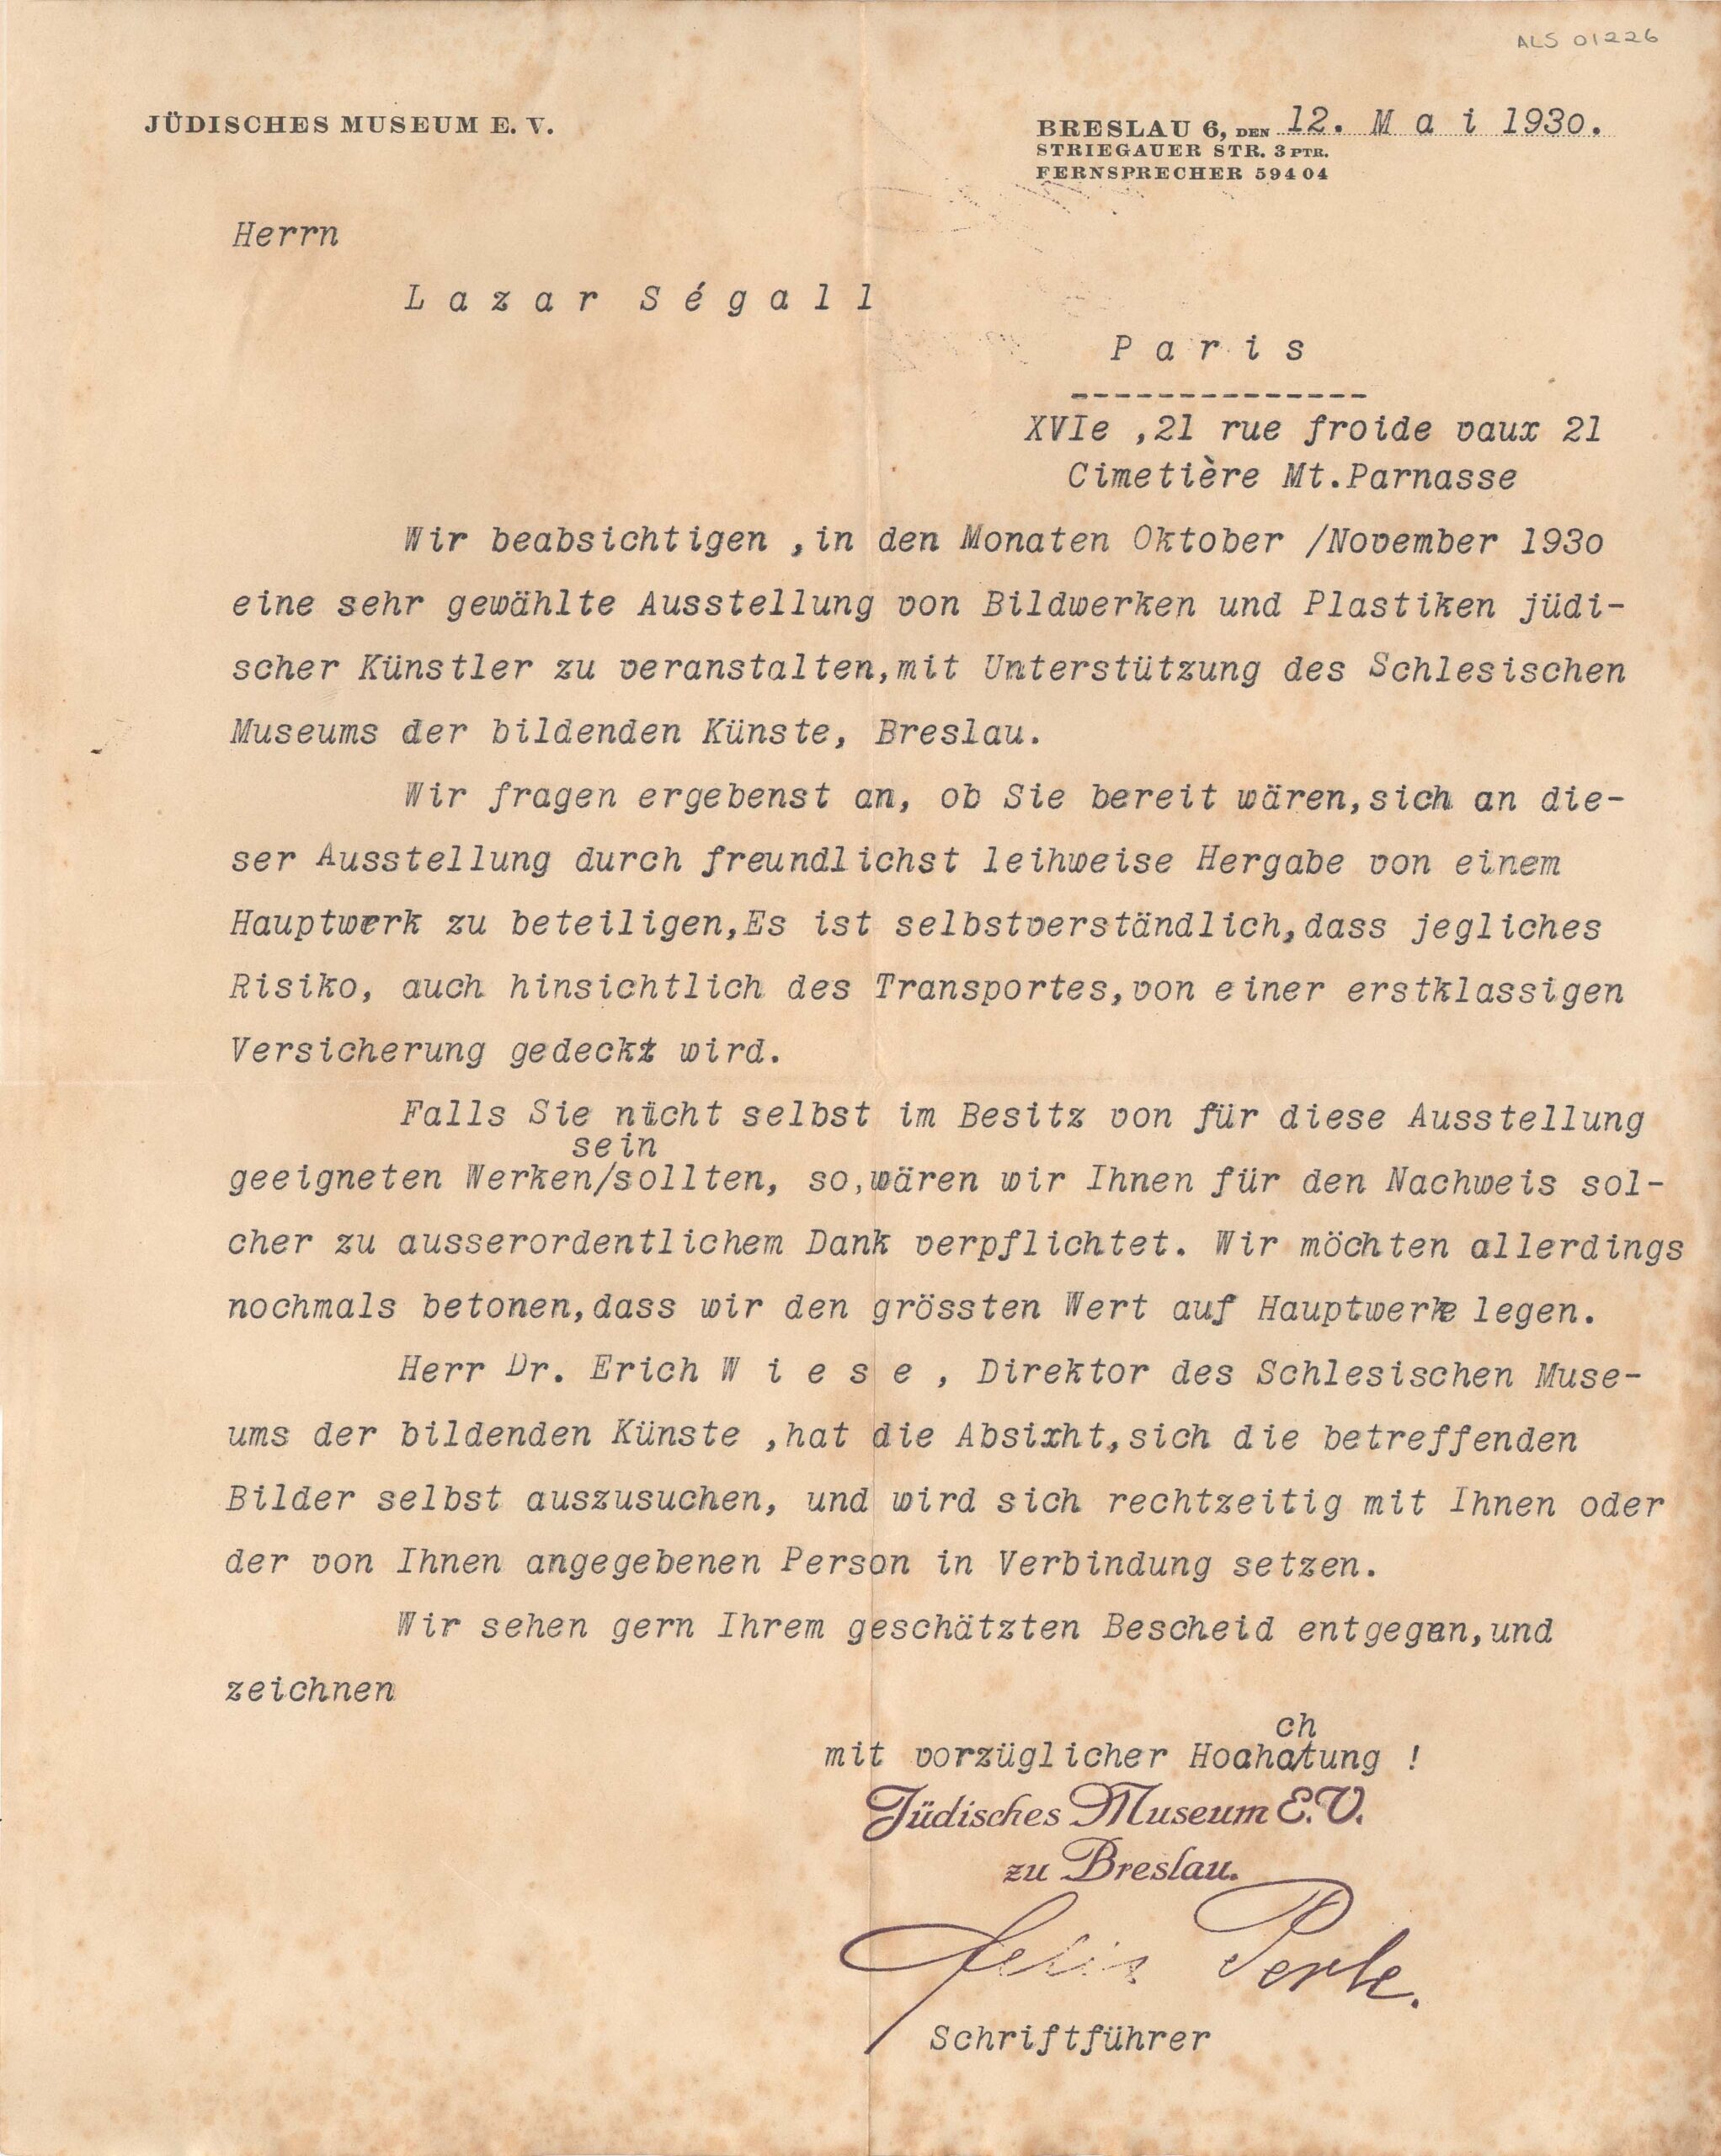 ALS 01226
JÜDISCHES MUSEUM E. V.
BRESLAU 6, DEN 12. M a i 1930.
STRIEGAUER STR. 3 PTR.
FERNSPRECHER 594 04
Herrn
L a z a r S é g a l l
P a r i s
--------------
XVIe ,21 rue froide vaux 21
Cimetière Mt.Parnasse
Wir beabsichtigen ,in den Monaten Oktober /November 1930
eine sehr gewählte Ausstellung von Bildwerken und Plastiken jüdi-
scher Künstler zu veranstalten,mit Unterstützung des Schlesischen
Museums der bildenden Künste, Breslau.
Wir fragen ergebenst an, ob Sie bereit wären,sich an die-
ser Ausstellung durch freundlichst leihweise Hergabe von einem
Hauptwerk zu beteiligen,Es ist selbstverständlich,dass jegliches
Risiko, auch hinsichtlich des Transportes,von einer erstklassigen
Versicherung gedeckt wird.
Falls Sie nicht selbst im Besitz von für diese Ausstellung
sein
geeigneten Werken/sollten, so,wären wir Ihnen für den Nachweis sol-
cher zu ausserordentlichem Dank verpflichtet. Wir möchten allerdings
nochmals betonen,dass wir den grössten Wert auf Hauptwerke legen.
Herr Dr. Erich W i e s e , Direktor des Schlesischen Muse-
ums der bildenden Künste ,hat die Absixht,sich die betreffenden
Bilder selbst auszusuchen, und wird sich rechtzeitig mit Ihnen oder
der von Ihnen angegebenen Person in Verbindung setzen.
Wir sehen gern Ihrem geschätzten Bescheid entgegen,und
zeichnen
ch
mit vorzüglicher Hoaha/tung !
Jüdisches Museum E.V.
zu Breslau.
Felix Perle.
Schriftführer